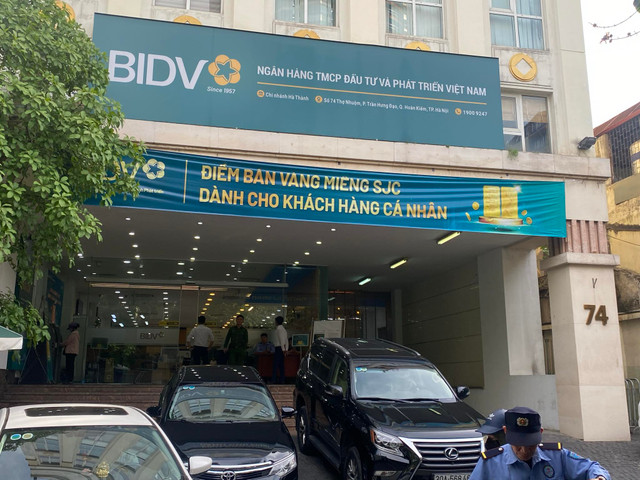 BIDV
Since 1957
NGÂN HÀNG TMCP ĐẦU TƯ VÀ PHÁT TRIỂN VIỆT NAM
Chi nhánh Hà Thành Số 74 Thợ Nhuộm, P. Trần Hưng Đạo, Q. Hoàn Kiếm, TP. Hà Nội 1900 9247
ĐIỂM BÁN VÀNG MIẾNG SJC
DÀNH CHO KHÁCH HÀNG CÁ NHÂN
74
BIDV